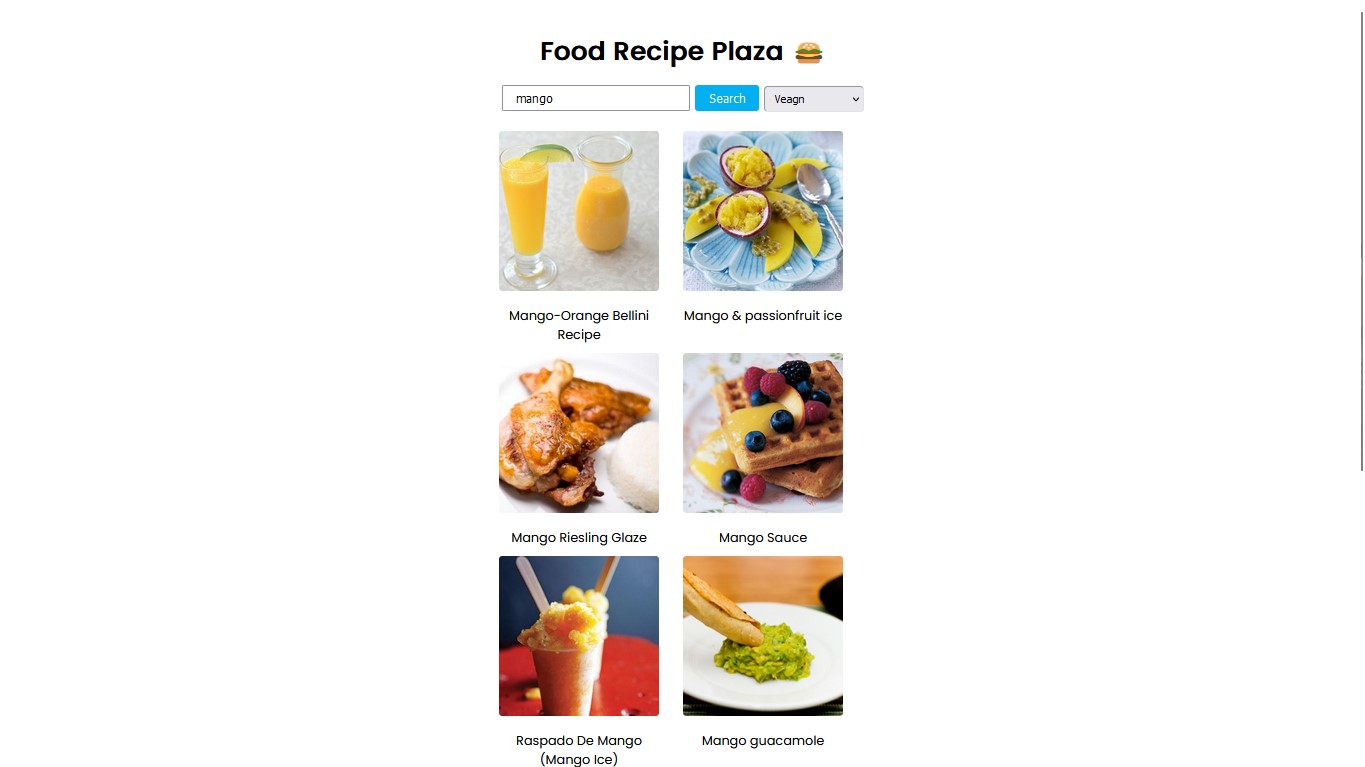 Food Recipe Plaza
mango
Search
Veagn
Mango-Orange Bellini
Recipe
Mango & passionfruit ice
Mango Riesling Glaze
Mango Sauce
Raspado De Mango
(Mango Ice)
Mango guacamole